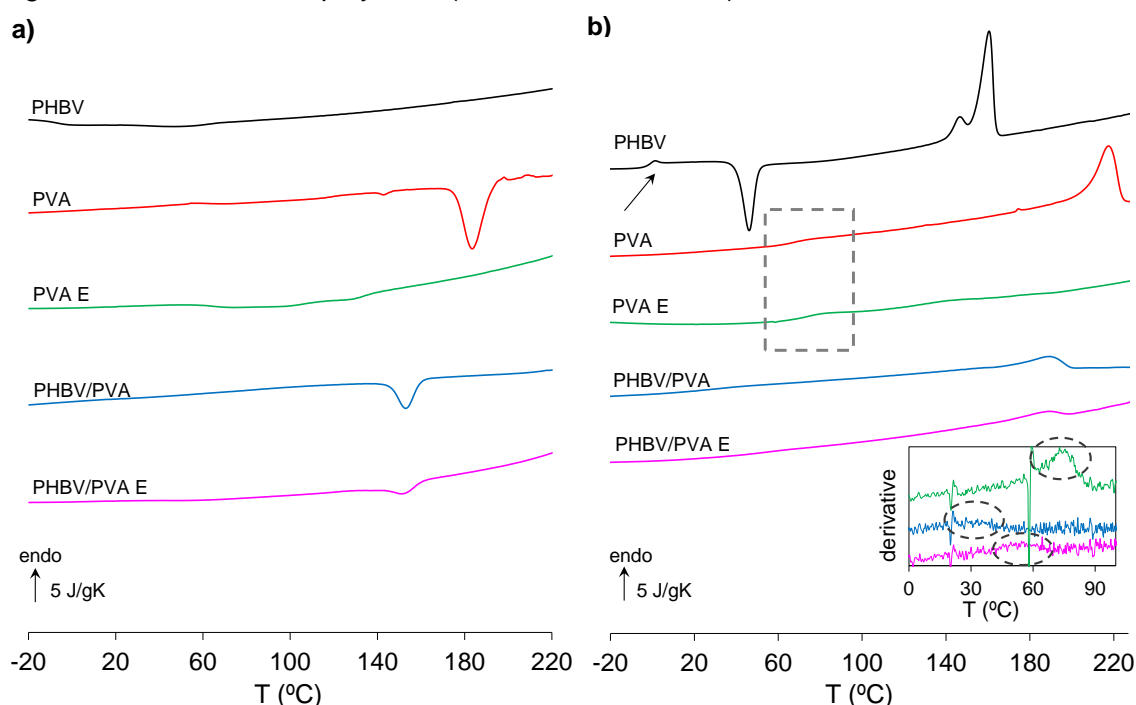 a)
PHBV
PVA
PVA E
PHBV/PVA
PHBV/PVA E
endo
5 J/gK
-20 20 60 100 140 180 220
T (ºC)
b)
PHBV
PVA
PVA E
PHBV/PVA
PHBV/PVA E
derivative
0 30 60 90
T (ºC)
endo
5 J/gK
-20 20 60 100 140 180 220
T (ºC)